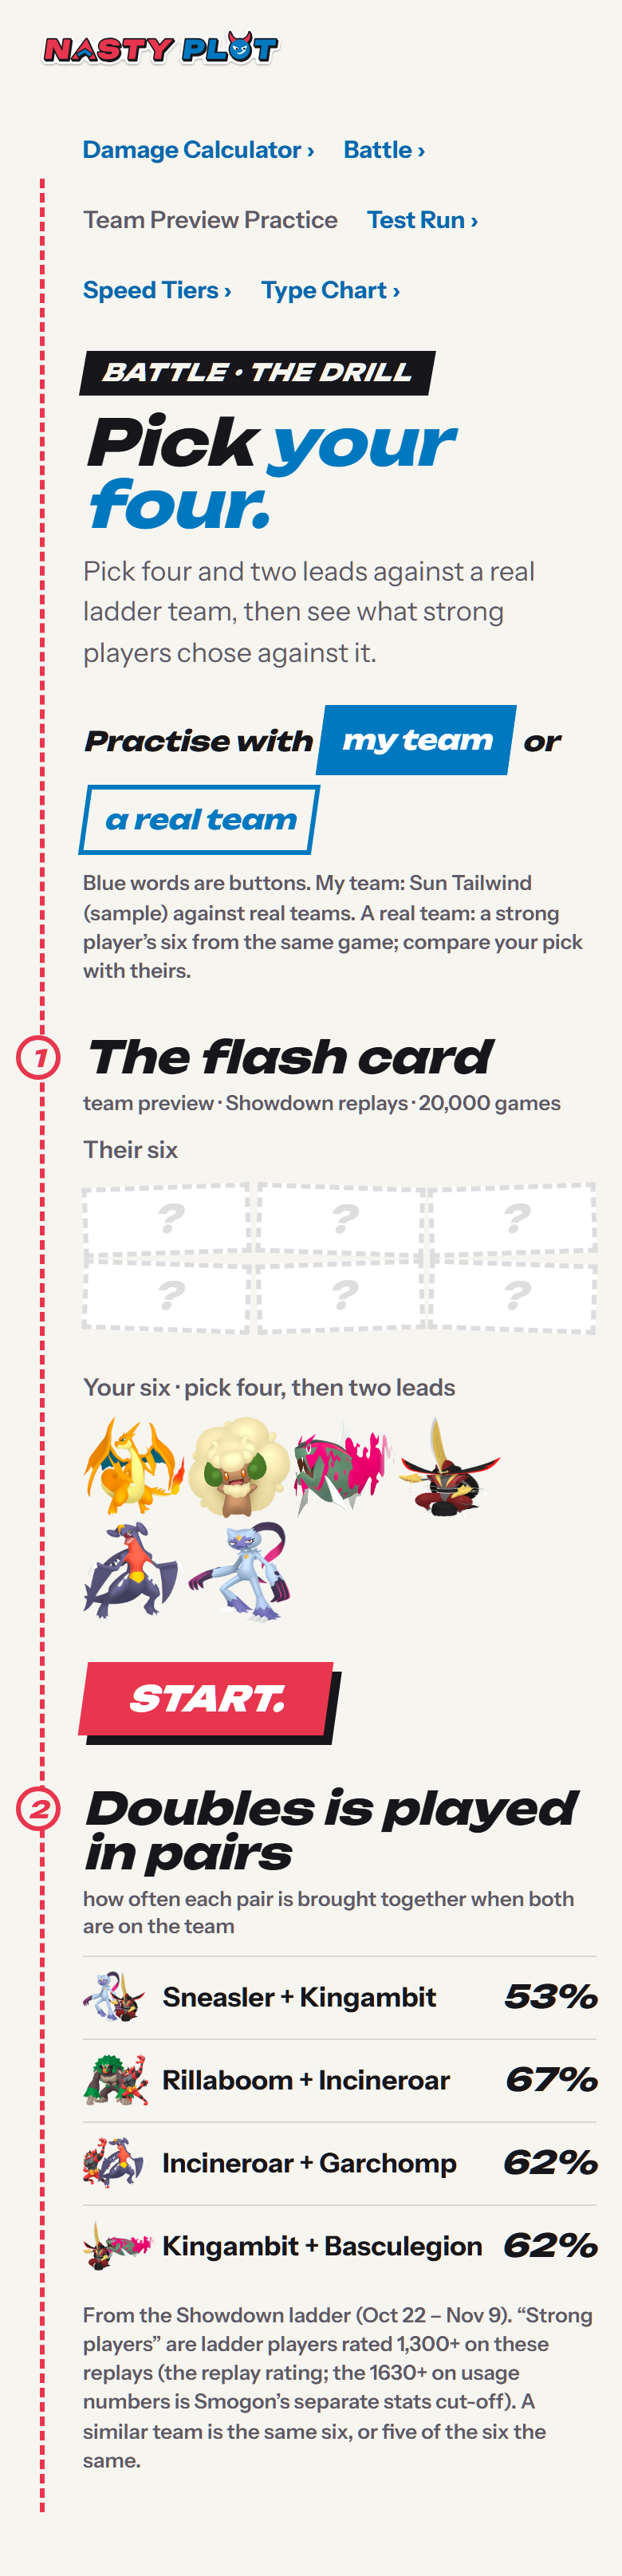 NASTY PLOT
Damage Calculator › Battle ›
Team Preview Practice Test Run ›
Speed Tiers › Type Chart ›
BATTLE · THE DRILL
Pick your
four.
Pick four and two leads against a real
ladder team, then see what strong
players chose against it.
Practise with my team or
a real team
Blue words are buttons. My team: Sun Tailwind
(sample) against real teams. A real team: a strong
player’s six from the same game; compare your pick
with theirs.
1 The flash card
team preview · Showdown replays · 20,000 games
Their six
? ? ?
? ? ?
Your six · pick four, then two leads
START.
2 Doubles is played
in pairs
how often each pair is brought together when both
are on the team
Sneasler + Kingambit 53%
Rillaboom + Incineroar 67%
Incineroar + Garchomp 62%
Kingambit + Basculegion 62%
From the Showdown ladder (Oct 22 – Nov 9). “Strong
players” are ladder players rated 1,300+ on these
replays (the replay rating; the 1630+ on usage
numbers is Smogon’s separate stats cut-off). A
similar team is the same six, or five of the six the
same.